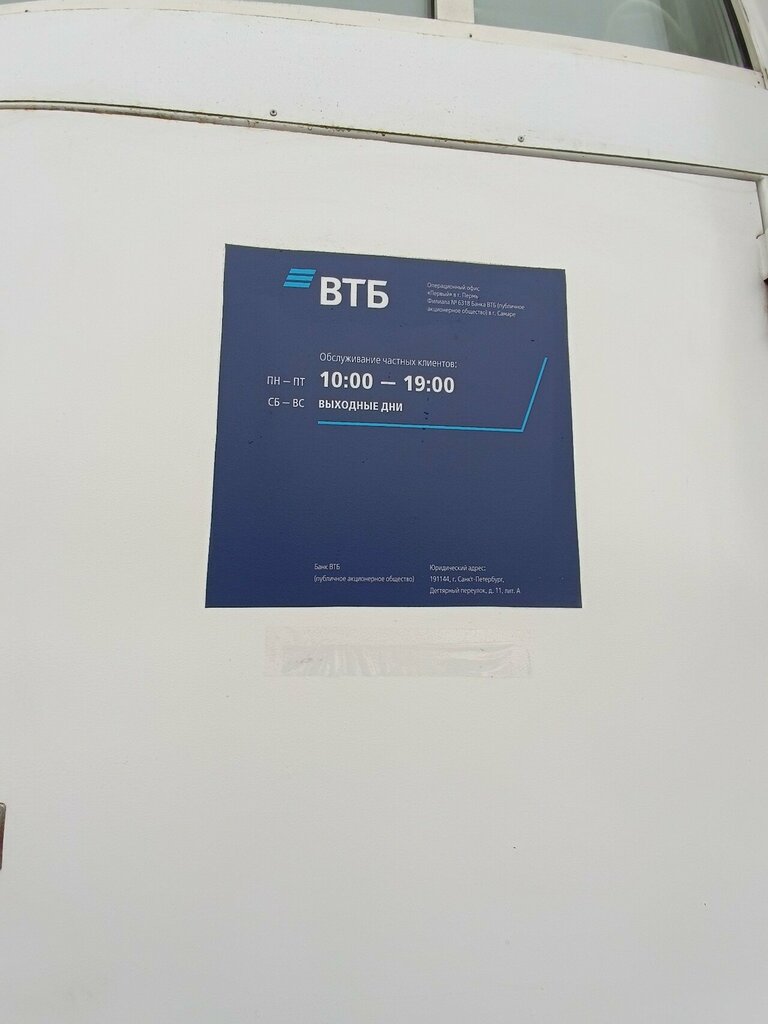 ВТБ
Операционный офис
«Первый» в г. Пермь
Филиала № 6318 Банка ВТБ (публичное
акционерное общество) в г. Самаре
Обслуживание частных клиентов:
ПН – ПТ 10:00 – 19:00
СБ – ВС ВЫХОДНЫЕ ДНИ
Банк ВТБ
(публичное акционерное общество)
Юридический адрес:
191144, г. Санкт-Петербург,
Дегтярный переулок, д. 11, лит. А